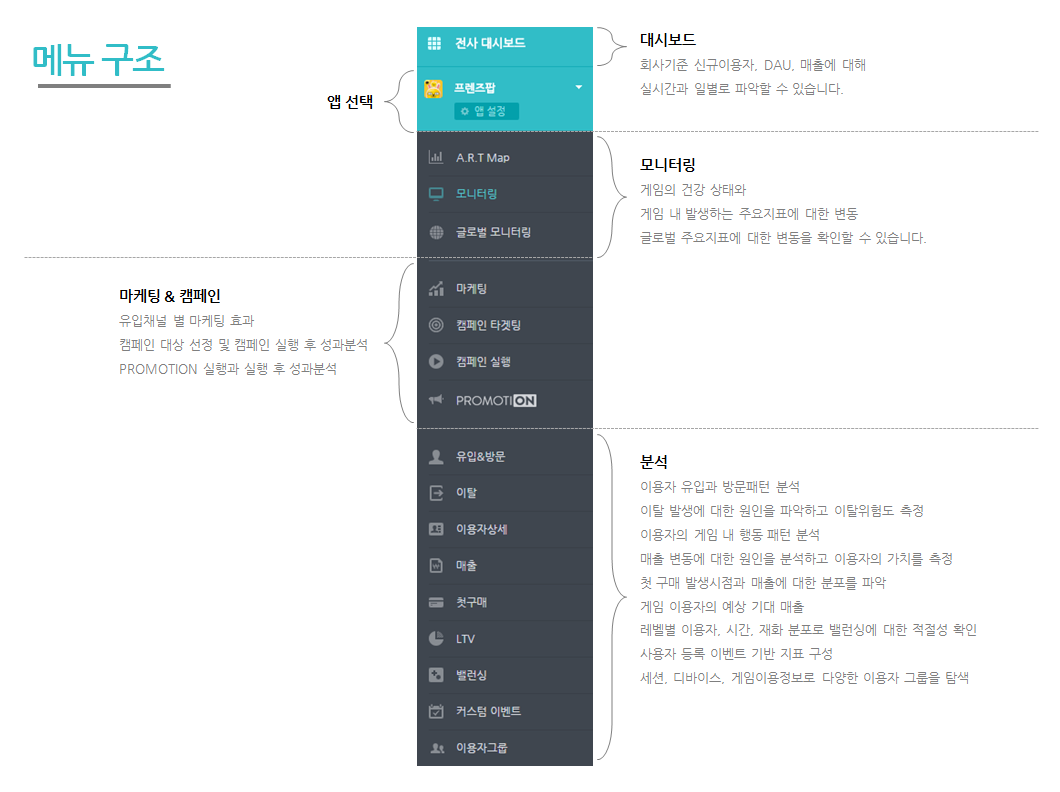 메뉴 구조
전사 대시보드
프렌즈팝
앱 설정
앱 선택
대시보드
회사기준 신규이용자, DAU, 매출에 대해
실시간과 일별로 파악할 수 있습니다.
A.R.T Map
모니터링
글로벌 모니터링
모니터링
게임의 건강 상태와
게임 내 발생하는 주요지표에 대한 변동
글로벌 주요지표에 대한 변동을 확인할 수 있습니다.
마케팅 & 캠페인
유입채널 별 마케팅 효과
캠페인 대상 선정 및 캠페인 실행 후 성과분석
PROMOTION 실행과 실행 후 성과분석
마케팅
캠페인 타겟팅
캠페인 실행
PROMOTION
유입&방문
이탈
이용자상세
매출
첫구매
LTV
밸런싱
커스텀 이벤트
이용자그룹
분석
이용자 유입과 방문패턴 분석
이탈 발생에 대한 원인을 파악하고 이탈위험도 측정
이용자의 게임 내 행동 패턴 분석
매출 변동에 대한 원인을 분석하고 이용자의 가치를 측정
첫 구매 발생시점과 매출에 대한 분포를 파악
게임 이용자의 예상 기대 매출
레벨별 이용자, 시간, 재화 분포로 밸런싱에 대한 적절성 확인
사용자 등록 이벤트 기반 지표 구성
세션, 디바이스, 게임이용정보로 다양한 이용자 그룹을 탐색